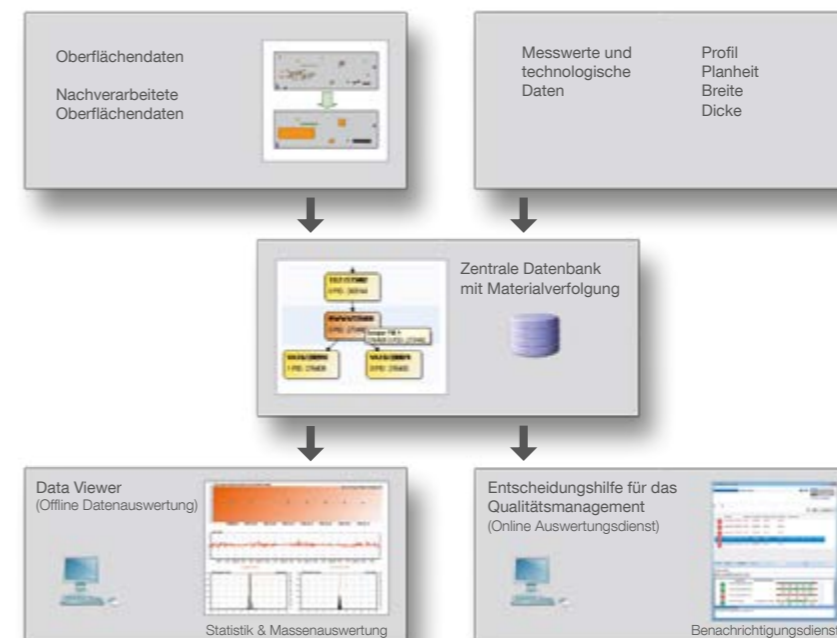 Oberflächendaten
Nachverarbeitete
Oberflächendaten
Messwerte und
technologische
Daten
Profil
Planheit
Breite
Dicke
Zentrale Datenbank
mit Materialverfolgung
Data Viewer
(Offline Datenauswertung)
Statistik & Massenauswertung
Entscheidungshilfe für das
Qualitätsmanagement
(Online Auswertungsdienst)
Benachrichtigungsdienst